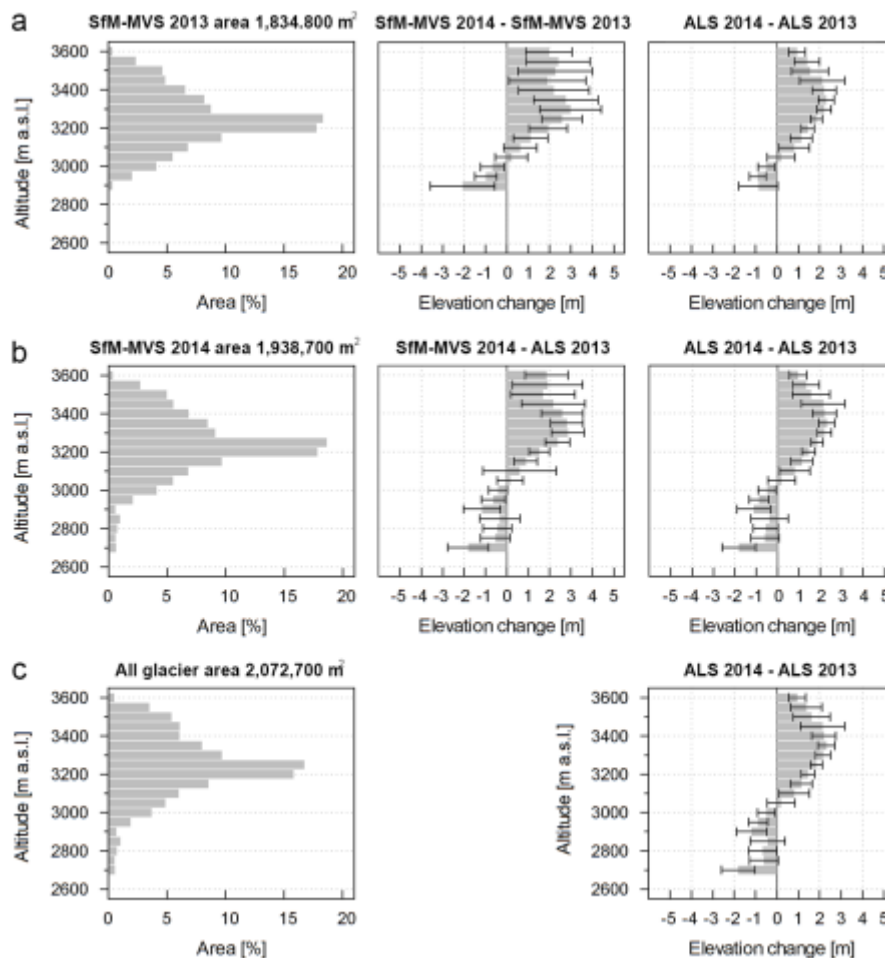 a
SfM-MVS 2013 area 1,834.800 m²
SfM-MVS 2014 - SfM-MVS 2013
ALS 2014 - ALS 2013
Altitude [m a.s.l.]
3600
3400
3200
3000
2800
2600
0 5 10 15 20
-5 -4 -3 -2 -1 0 1 2 3 4 5
-5 -4 -3 -2 -1 0 1 2 3 4 5
Area [%]
Elevation change [m]
Elevation change [m]
b
SfM-MVS 2014 area 1,938,700 m²
SfM-MVS 2014 - ALS 2013
ALS 2014 - ALS 2013
Altitude [m a.s.l.]
3600
3400
3200
3000
2800
2600
0 5 10 15 20
-5 -4 -3 -2 -1 0 1 2 3 4 5
-5 -4 -3 -2 -1 0 1 2 3 4 5
Area [%]
Elevation change [m]
Elevation change [m]
c
All glacier area 2,072,700 m²
ALS 2014 - ALS 2013
Altitude [m a.s.l.]
3600
3400
3200
3000
2800
2600
0 5 10 15 20
Area [%]
Altitude [m a.s.l.]
3600
3400
3200
3000
2800
2600
-5 -4 -3 -2 -1 0 1 2 3 4 5
Elevation change [m]